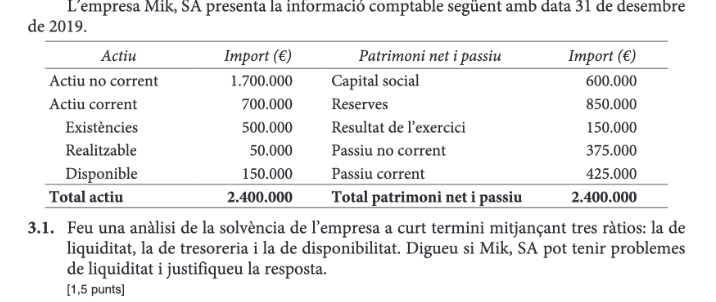 L'empresa Mik, SA presenta la informació comptable següent amb data 31 de desembre
de 2019.
Actiu Import (€) Patrimoni net i passiu Import (€)
Actiu no corrent 1.700.000 Capital social 600.000
Actiu corrent 700.000 Reserves 850.000
Existències 500.000 Resultat de l'exercici 150.000
Realitzable 50.000 Passiu no corrent 375.000
Disponible 150.000 Passiu corrent 425.000
Total actiu 2.400.000 Total patrimoni net i passiu 2.400.000
3.1. Feu una anàlisi de la solvència de l'empresa a curt termini mitjançant tres ràtios: la de
liquiditat, la de tresoreria i la de disponibilitat. Digueu si Mik, SA pot tenir problemes
de liquiditat i justifiqueu la resposta.
[1,5 punts]